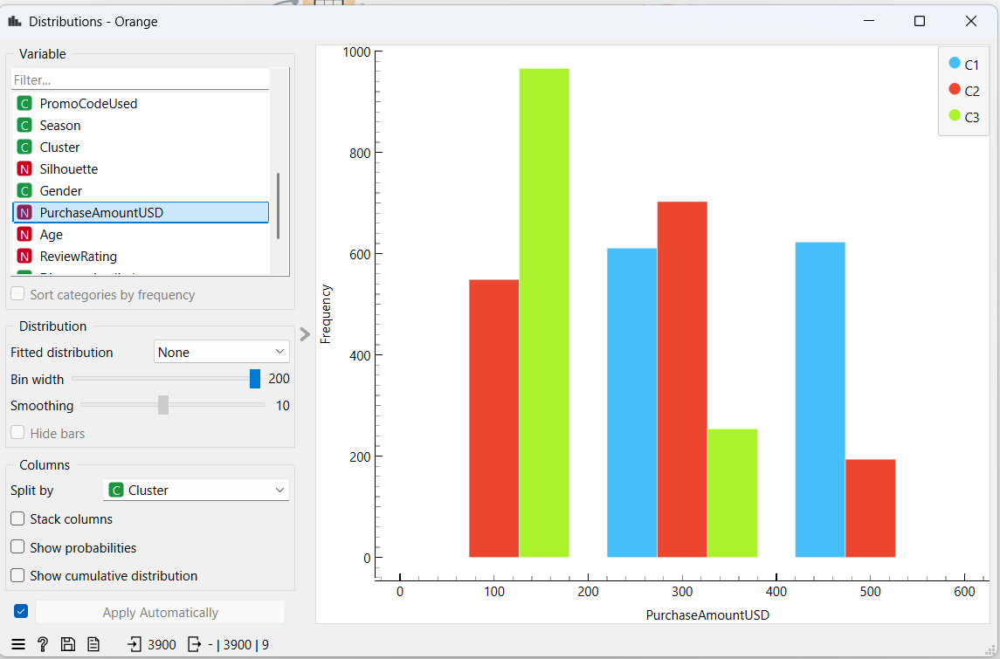 Distributions - Orange
Variable
Filter...
C PromoCodeUsed
C Season
C Cluster
N Silhouette
C Gender
N PurchaseAmountUSD
N Age
N ReviewRating
Sort categories by frequency
Distribution
Fitted distribution None
Bin width 200
Smoothing 10
Hide bars
Columns
Split by C Cluster
Stack columns
Show probabilities
Show cumulative distribution
Apply Automatically
? 3900 - | 3900 | 9
C1
C2
C3
1000
800
600
400
200
0
Frequency
0 100 200 300 400 500 600
PurchaseAmountUSD